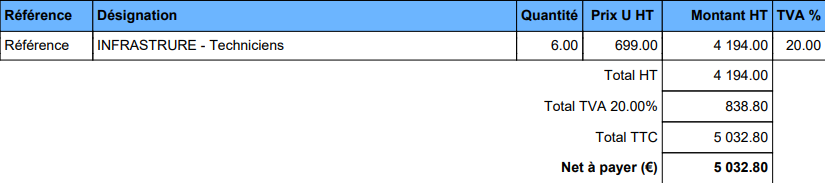 Référence Désignation Quantité Prix U HT Montant HT TVA %
Référence INFRASTRURE - Techniciens 6.00 699.00 4 194.00 20.00
Total HT 4 194.00
Total TVA 20.00% 838.80
Total TTC 5 032.80
Net à payer (€) 5 032.80